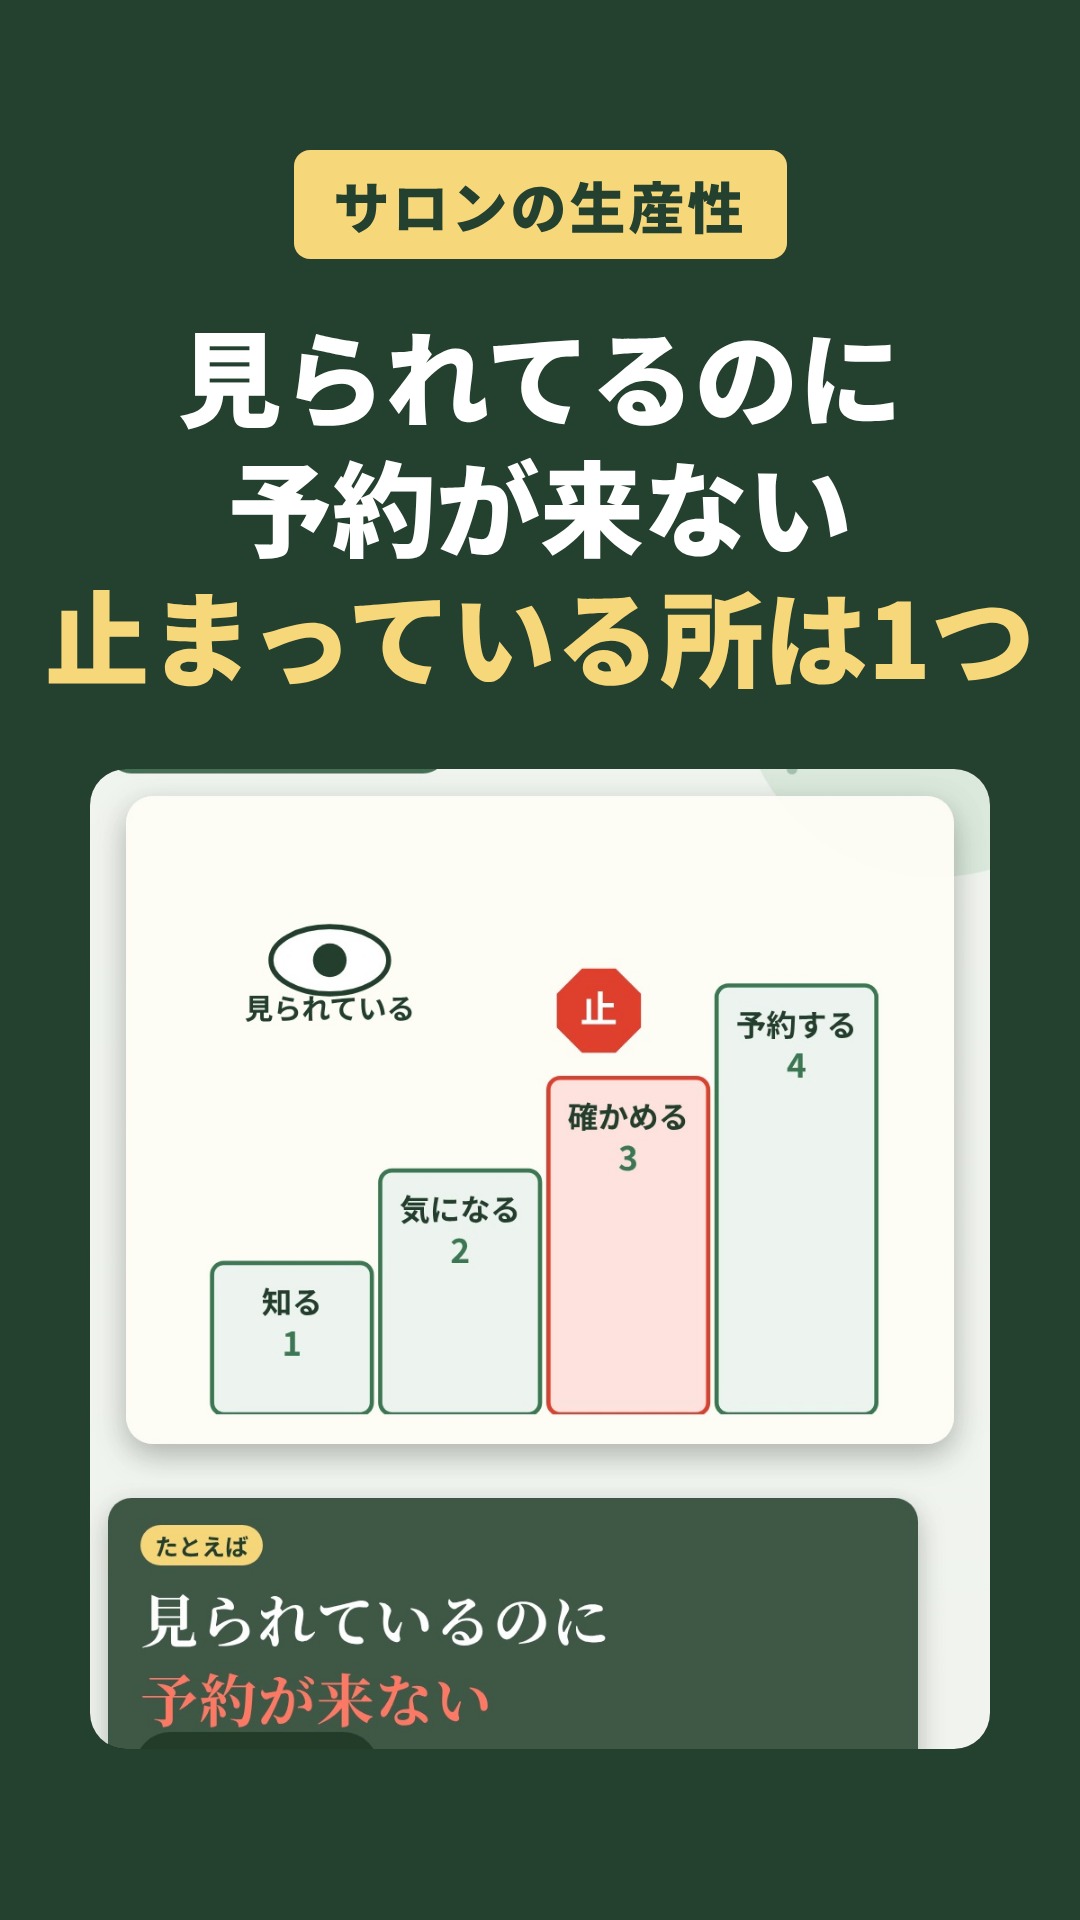 サロンの生産性
見られてるのに
予約が来ない
止まっている所は1つ
見られている
止
予約する
4
確かめる
3
気になる
2
知る
1
たとえば
見られているのに
予約が来ない